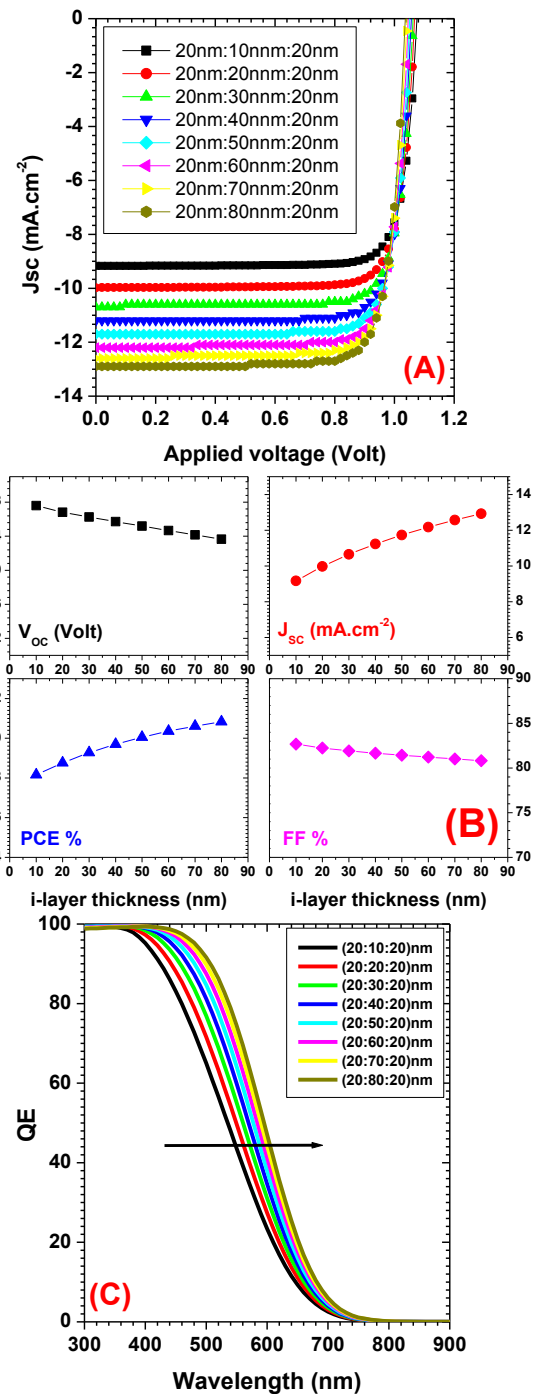 0
-2
-4
-6
-8
-10
-12
-14
Jsc (mA.cm-2)
20nm:10nnm:20nm
20nm:20nnm:20nm
20nm:30nnm:20nm
20nm:40nnm:20nm
20nm:50nnm:20nm
20nm:60nnm:20nm
20nm:70nnm:20nm
20nm:80nnm:20nm
(A)
0.0 0.2 0.4 0.6 0.8 1.0 1.2
Applied voltage (Volt)
VOC (Volt)
0 10 20 30 40 50 60 70 80 90
14
12
10
8
6
JSC (mA.cm-2)
0 10 20 30 40 50 60 70 80 90
PCE %
0 10 20 30 40 50 60 70 80 90
i-layer thickness (nm)
90
85
80
75
70
FF %
(B)
0 10 20 30 40 50 60 70 80 90
i-layer thickness (nm)
100
80
60
40
20
0
QE
(20:10:20)nm
(20:20:20)nm
(20:30:20)nm
(20:40:20)nm
(20:50:20)nm
(20:60:20)nm
(20:70:20)nm
(20:80:20)nm
(C)
300 400 500 600 700 800 900
Wavelength (nm)